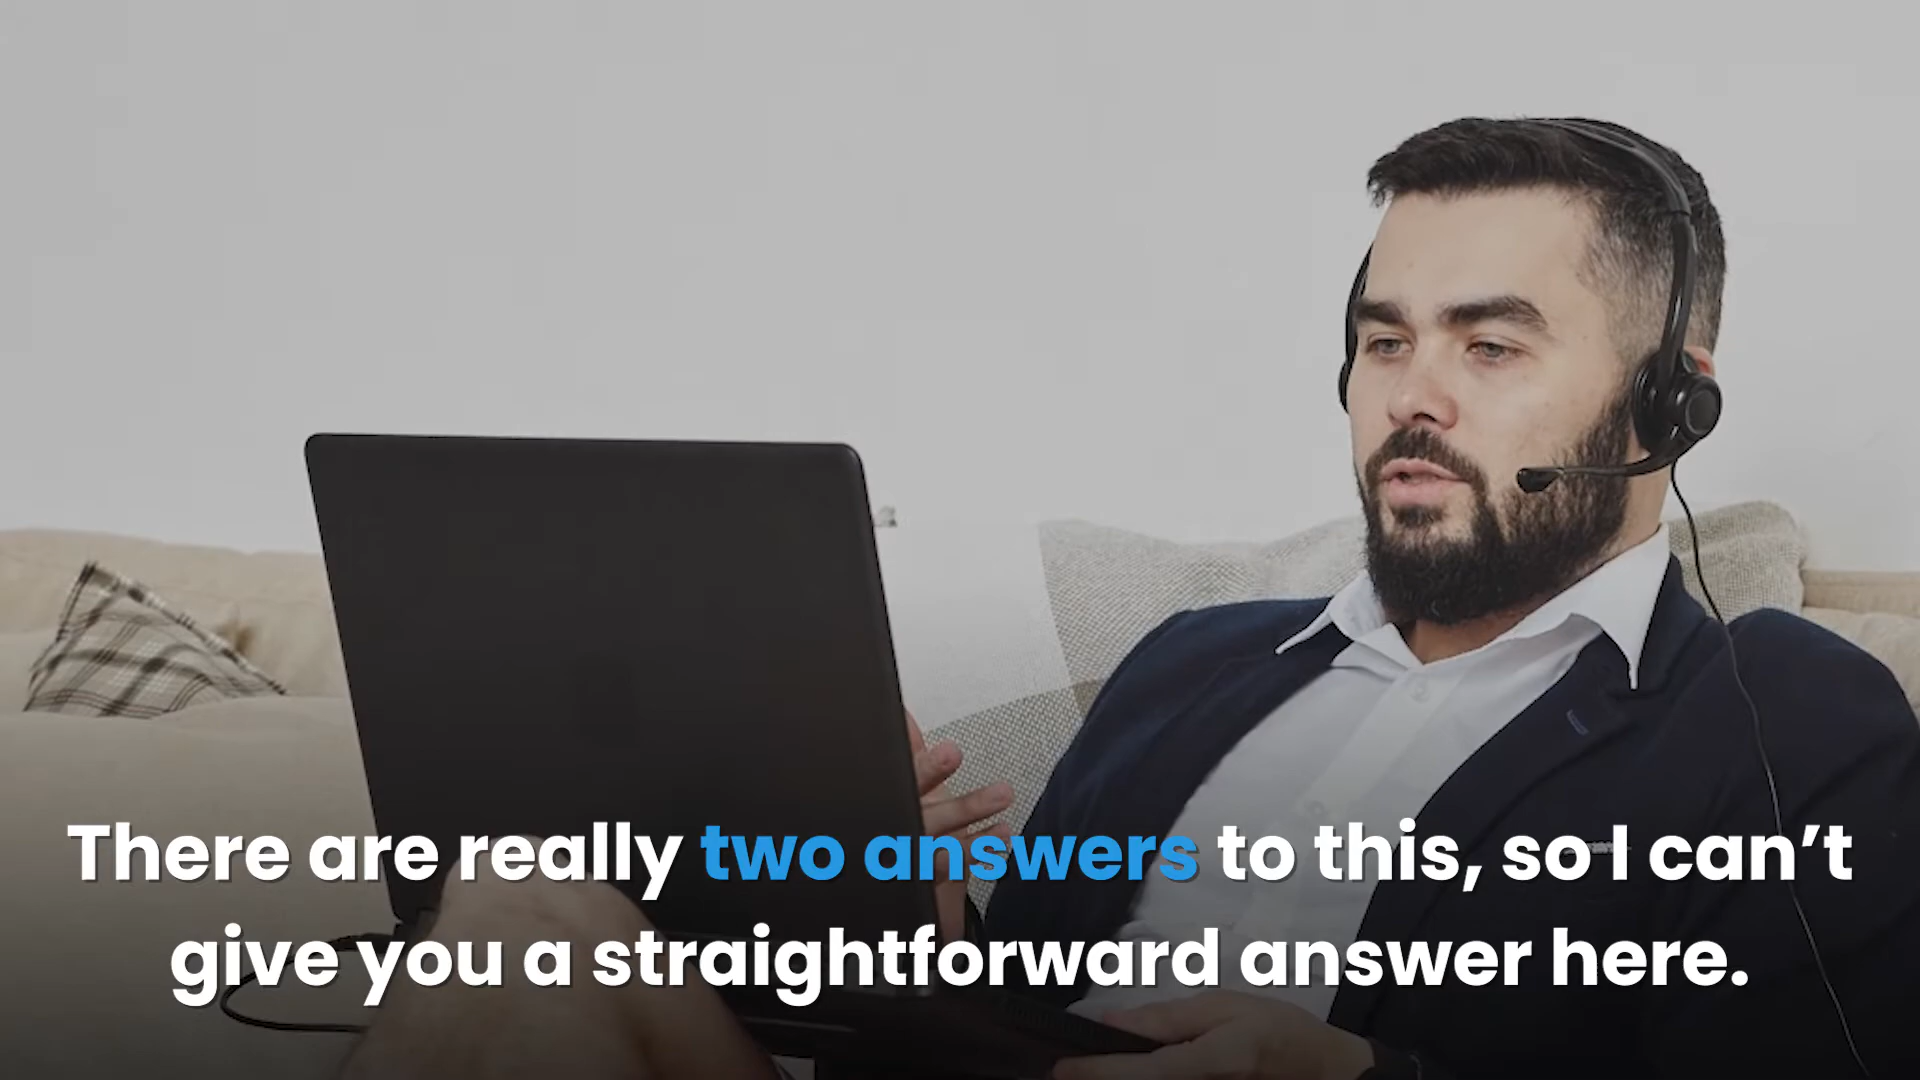 There are really two answers to this, so I can’t
give you a straightforward answer here.